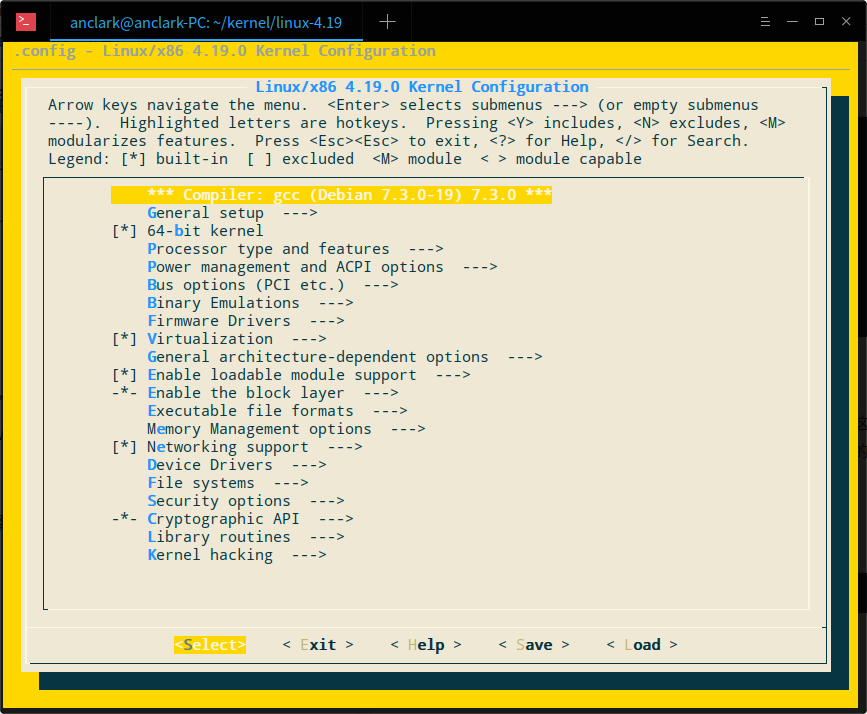 anclark@anclark-PC: ~/kernel/linux-4.19
.config - Linux/x86 4.19.0 Kernel Configuration
Linux/x86 4.19.0 Kernel Configuration
Arrow keys navigate the menu.  <Enter> selects submenus ---> (or empty submenus
----).  Highlighted letters are hotkeys.  Pressing <Y> includes, <N> excludes, <M>
modularizes features.  Press <Esc><Esc> to exit, <?> for Help, </> for Search.
Legend: [*] built-in  [ ] excluded  <M> module  < > module capable
*** Compiler: gcc (Debian 7.3.0-19) 7.3.0 ***
General setup  --->
[*] 64-bit kernel
Processor type and features  --->
Power management and ACPI options  --->
Bus options (PCI etc.)  --->
Binary Emulations  --->
Firmware Drivers  --->
[*] Virtualization  --->
General architecture-dependent options  --->
[*] Enable loadable module support  --->
-*- Enable the block layer  --->
Executable file formats  --->
Memory Management options  --->
[*] Networking support  --->
Device Drivers  --->
File systems  --->
Security options  --->
-*- Cryptographic API  --->
Library routines  --->
Kernel hacking  --->
<Select>    < Exit >    < Help >    < Save >    < Load >